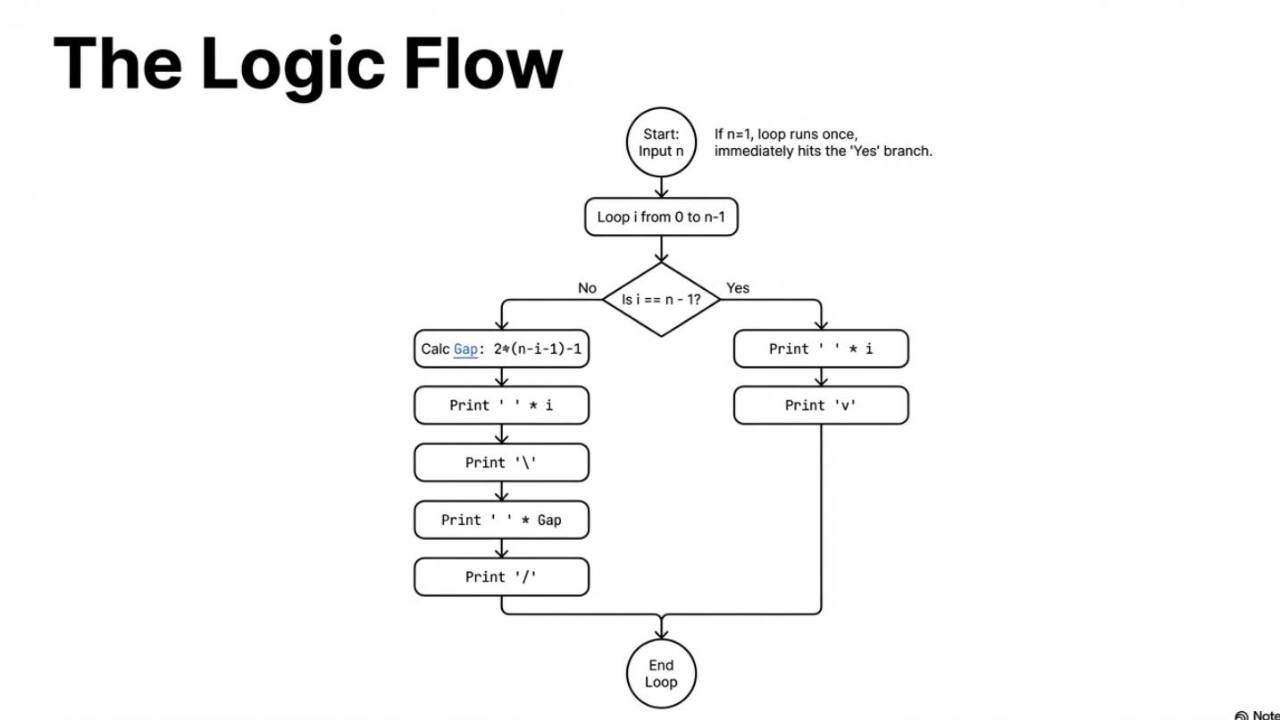 The Logic Flow
Start:
Input n
If n=1, loop runs once,
immediately hits the 'Yes' branch.
Loop i from 0 to n-1
Is i == n - 1?
No
Yes
Calc Gap: 2*(n-i-1)-1
Print ' ' * i
Print '\'
Print ' ' * Gap
Print '/'
Print ' ' * i
Print 'v'
End
Loop
Note